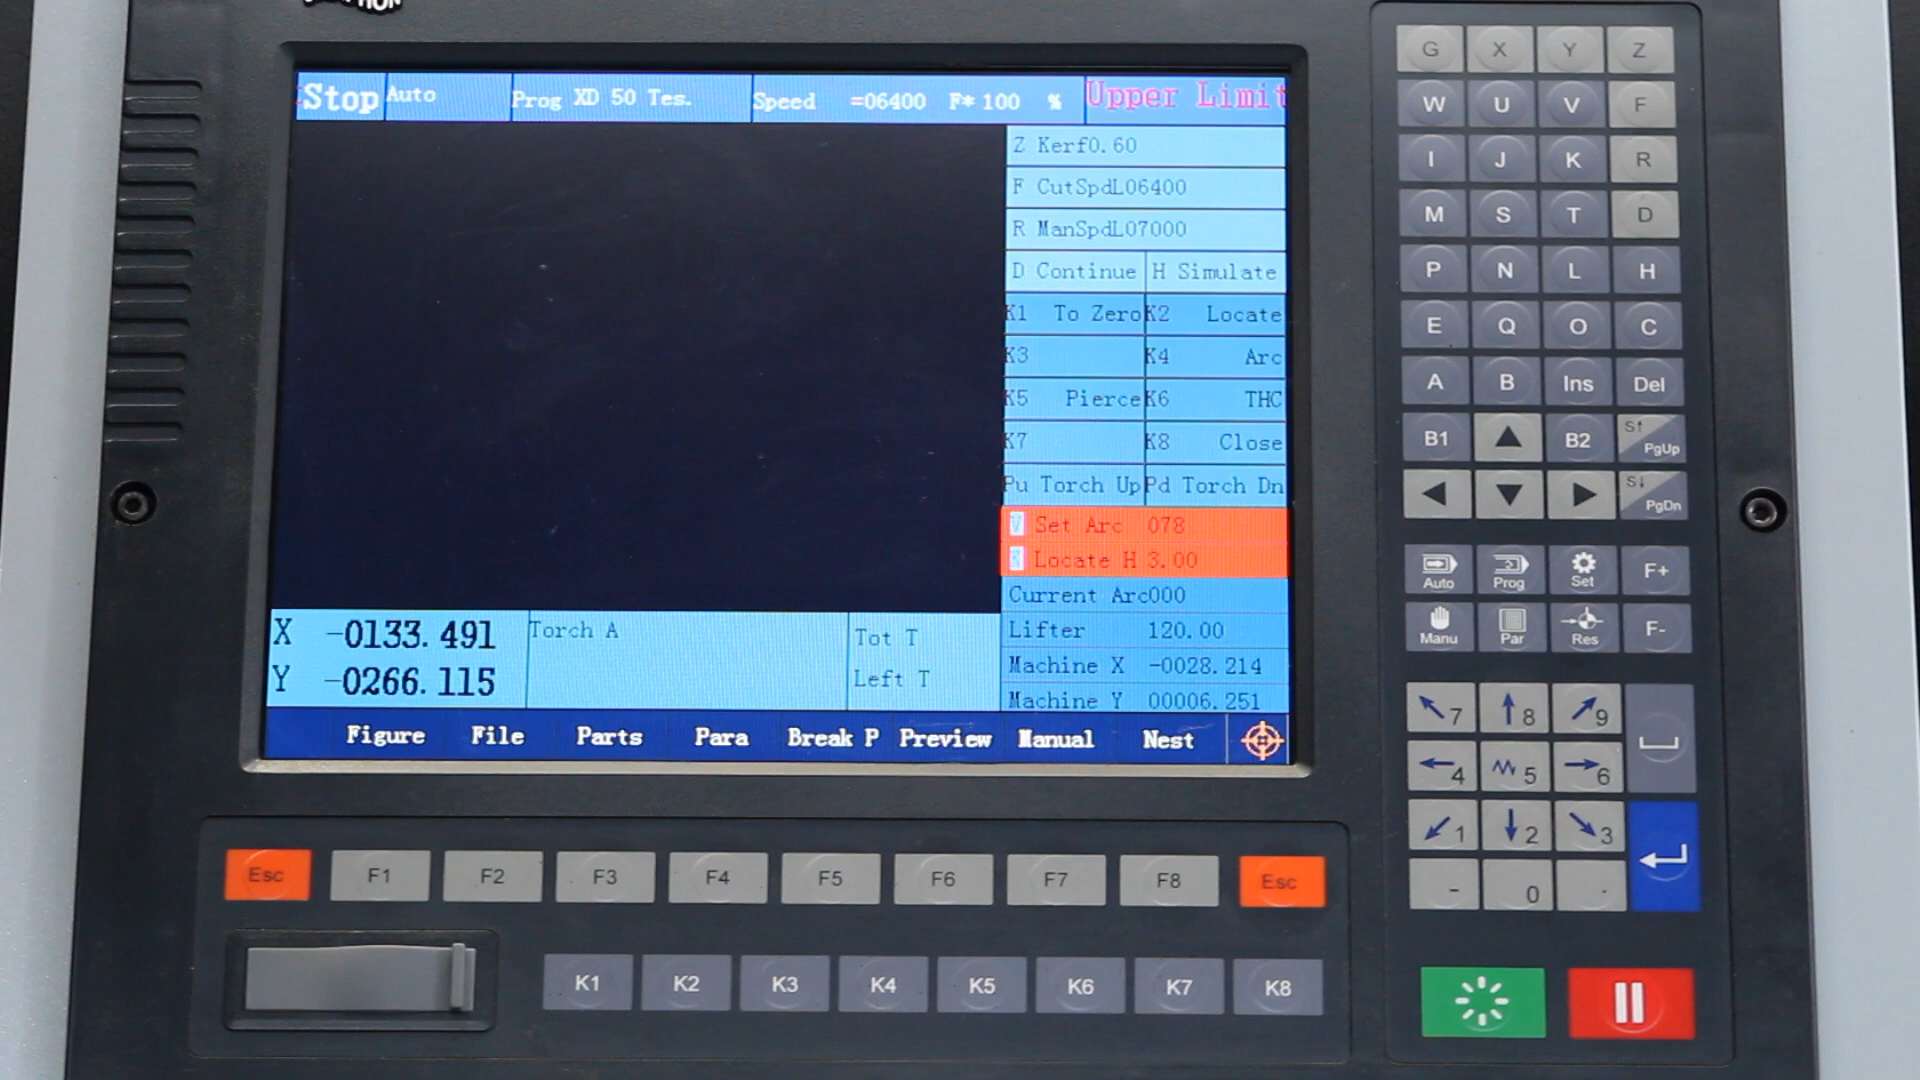 Stop Auto Prog XD 50 Tes. Speed =06400 F* 100 % Upper Limit
Z Kerf0.60
F CutSpdL06400
R ManSpdL07000
D Continue H Simulate
K1 To Zero K2 Locate
K3 K4 Arc
K5 Pierce K6 THC
K7 K8 Close
Pu Torch Up Pd Torch Dn
V Set Arc 078
Locate H 3.00
Current Arc000
Lifter 120.00
Machine X -0028.214
Machine Y 00006.251
X -0133.491 Torch A Tot T
Y -0266.115 Left T
Figure File Parts Para Break P Preview Manual Nest
Esc F1 F2 F3 F4 F5 F6 F7 F8 Esc
K1 K2 K3 K4 K5 K6 K7 K8
G X Y Z
W U V F
I J K R
M S T D
P N L H
E Q O C
A B Ins Del
B1 B2 S↑ PgUp
S↓ PgDn
Auto Prog Set F+
Manu Par Res F-
7 8 9
4 5 6
1 2 3
- 0 .